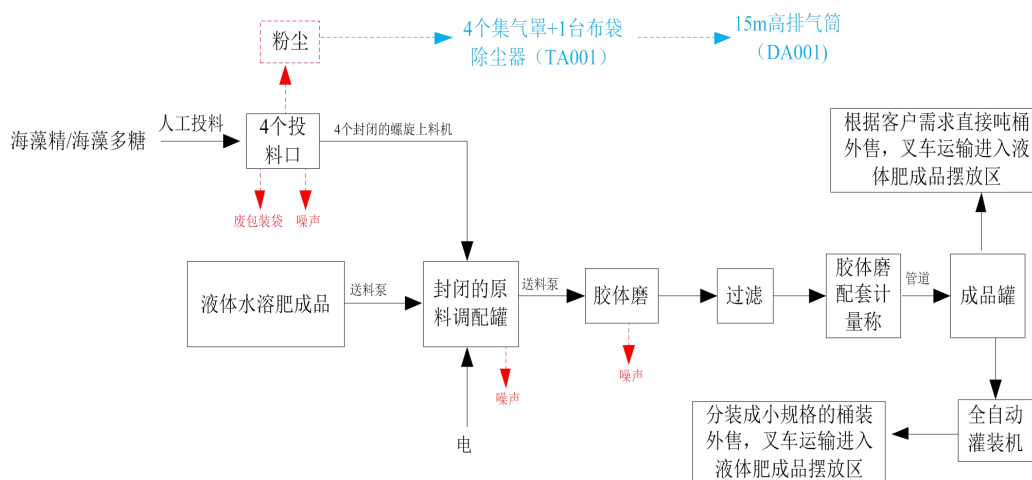 粉尘
4个集气罩+1台布袋
除尘器（TA001）
15m高排气筒
（DA001)
海藻精/海藻多糖
人工投料
4个投
料口
4个封闭的螺旋上料机
废包装袋
噪声
根据客户需求直接吨桶
外售，叉车运输进入液
体肥成品摆放区
液体水溶肥成品
送料泵
封闭的原
料调配罐
送料泵
胶体磨
过滤
胶体磨
配套计
量称
管道
成品罐
噪声
噪声
电
分装成小规格的桶装
外售，叉车运输进入
液体肥成品摆放区
全自动
灌装机